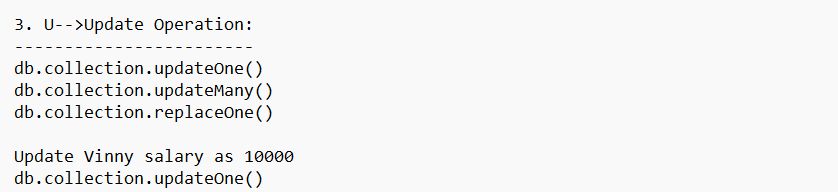 3. U-->Update Operation:
------------------------
db.collection.updateOne()
db.collection.updateMany()
db.collection.replaceOne()
Update Vinny salary as 10000
db.collection.updateOne()